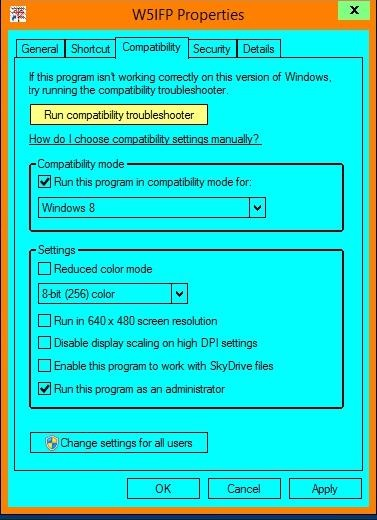 W5IFP Properties
X
General
Shortcut
Compatibility
Security
Details
If this program isn't working correctly on this version of Windows,
try running the compatibility troubleshooter.
Run compatibility troubleshooter
How do I choose compatibility settings manually?
Compatibility mode
Run this program in compatibility mode for:
Windows 8
Settings
Reduced color mode
8-bit (256) color
Run in 640 x 480 screen resolution
Disable display scaling on high DPI settings
Enable this program to work with SkyDrive files
Run this program as an administrator
Change settings for all users
OK
Cancel
Apply